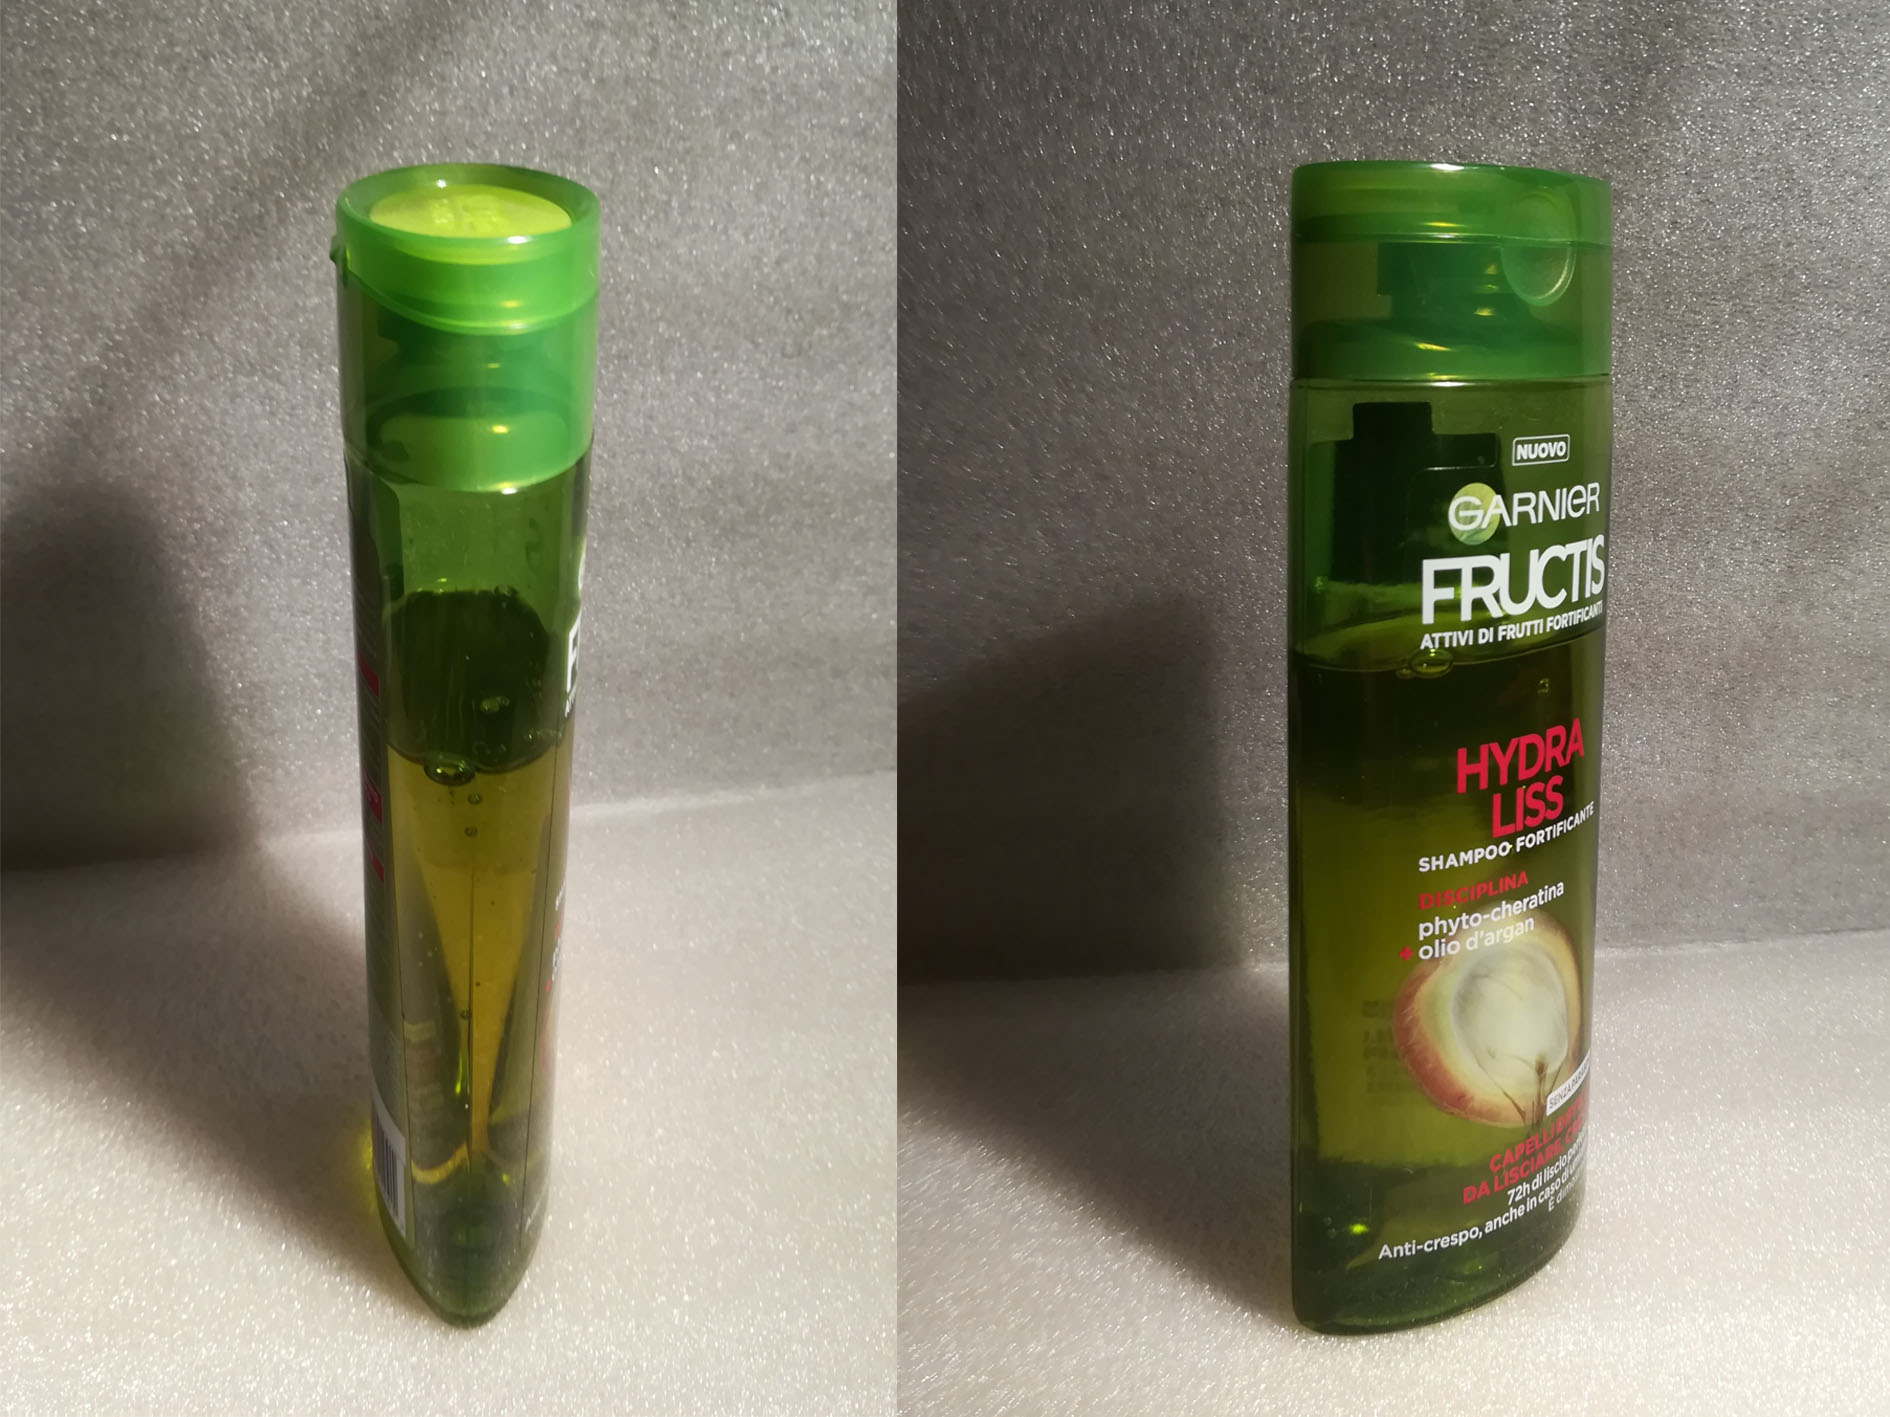 NUOVO
GARNIER
FRUCTIS
ATTIVI DI FRUTTI FORTIFICANTI
HYDRA
LISS
SHAMPOO FORTIFICANTE
DISCIPLINA
phyto-cheratina
+ olio d'argan
SENZA
CAPELLI
DA LISCIARE,
72h di liscio
Anti-crespo, anche in caso di
E